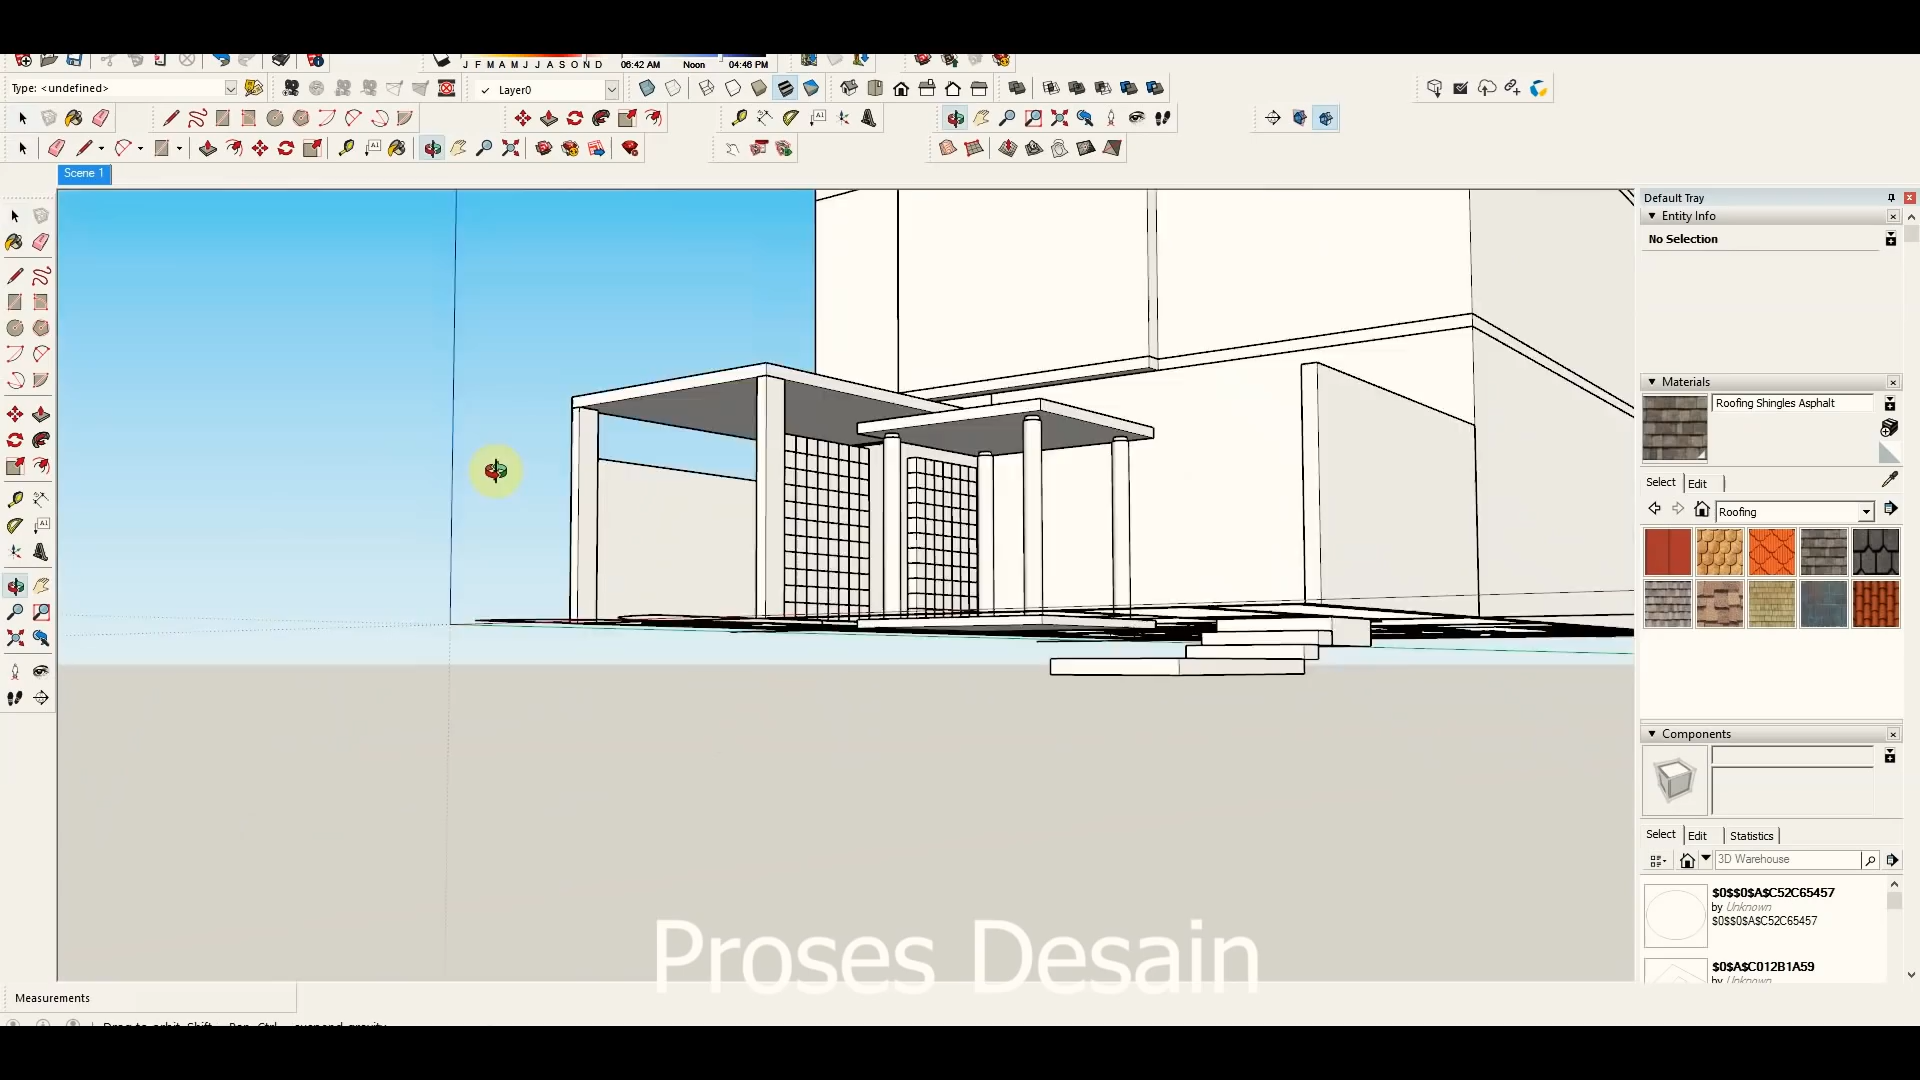 J F M A M J J A S O N D
06:42 AM
Noon
04:46 PM
Type: <undefined>
Layer0
Scene 1
Default Tray
Entity Info
No Selection
Materials
Roofing Shingles Asphalt
Select
Edit
Roofing
Components
Select
Edit
Statistics
3D Warehouse
$0$$0$A$C52C65457
by Unknown
$0$$0$A$C52C65457
$0$A$C012B1A59
by Unknown
Proses Desain
Measurements